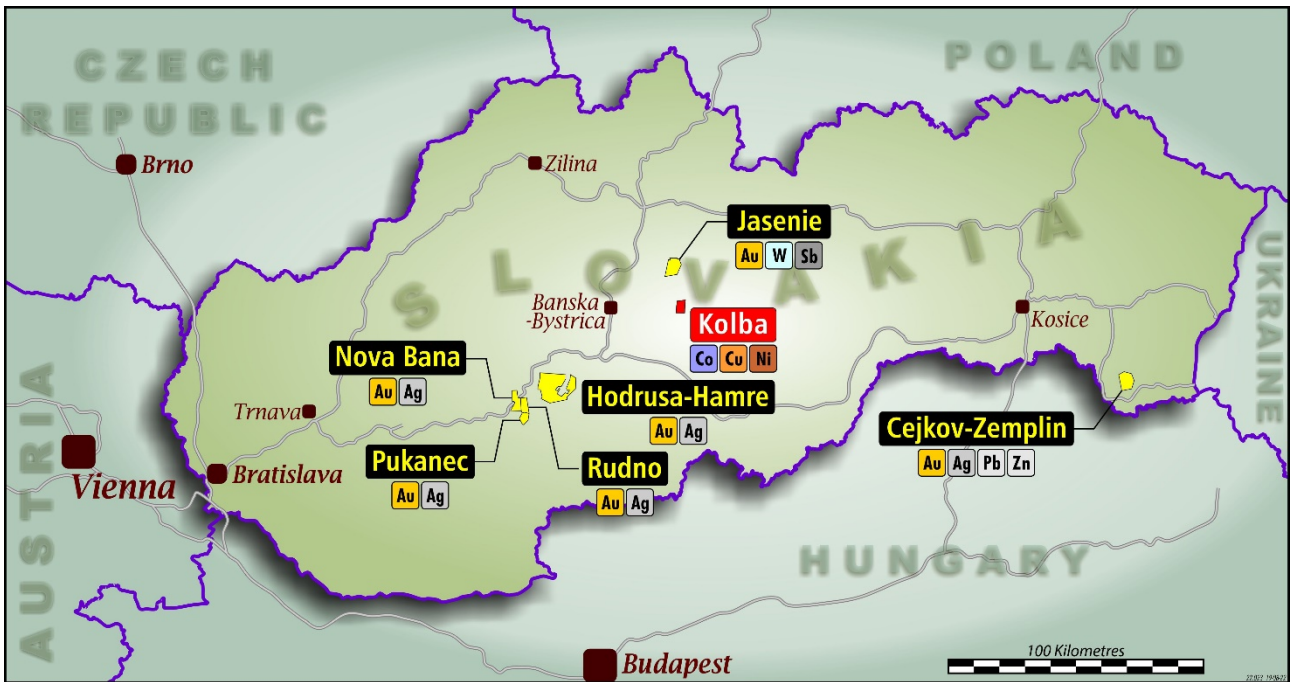 CZECH
REPUBLIC
POLAND
Brno
Zilina
SLOVAKIA
UKRAINE
Jasenie
Au W Sb
Banska
-Bystrica
Kolba
Co Cu Ni
Kosice
Nova Bana
Au Ag
Hodrusa-Hamre
Au Ag
Trnava
Cejkov-Zemplin
Au Ag Pb Zn
AUSTRIA
Vienna
Bratislava
Pukanec
Au Ag
Rudno
Au Ag
HUNGARY
Budapest
100 Kilometres